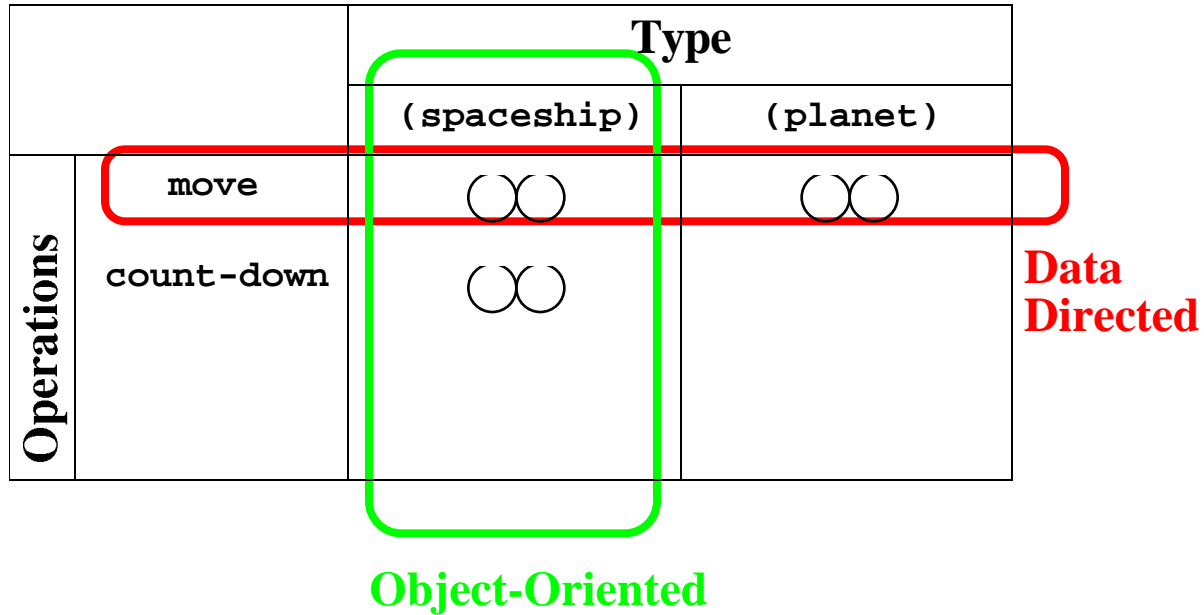 Type
(spaceship) (planet)
Operations
move
count-down
Data
Directed
Object-Oriented